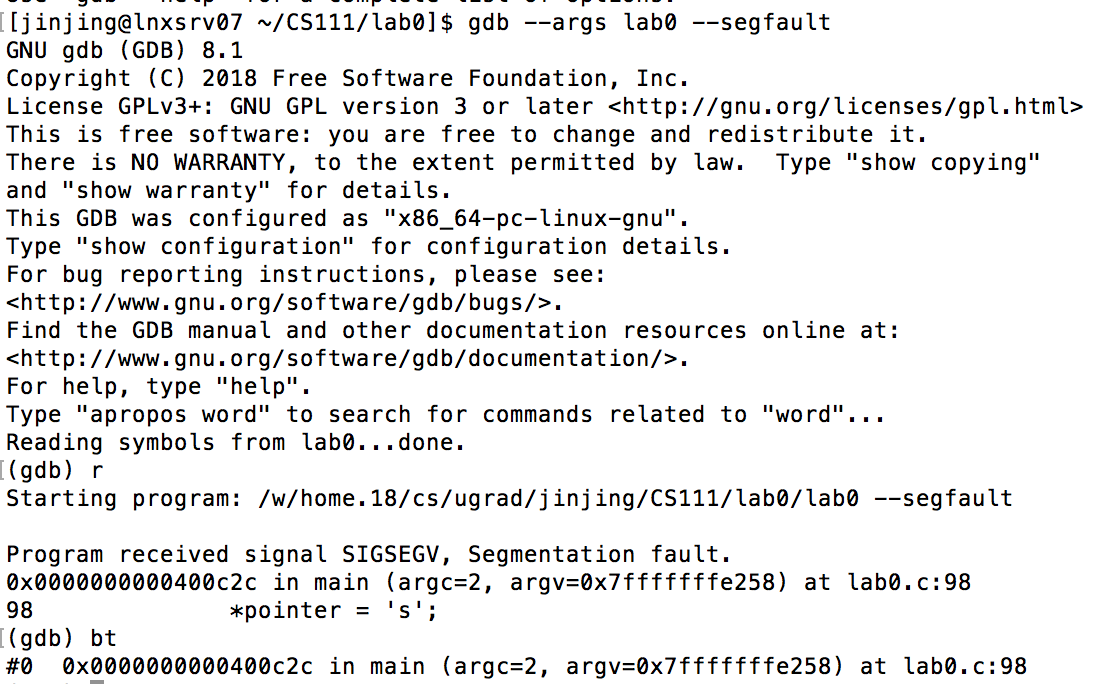 [[jinjing@lnxsrv07 ~/CS111/lab0]$ gdb --args lab0 --segfault
GNU gdb (GDB) 8.1
Copyright (C) 2018 Free Software Foundation, Inc.
License GPLv3+: GNU GPL version 3 or later <http://gnu.org/licenses/gpl.html>
This is free software: you are free to change and redistribute it.
There is NO WARRANTY, to the extent permitted by law.  Type "show copying"
and "show warranty" for details.
This GDB was configured as "x86_64-pc-linux-gnu".
Type "show configuration" for configuration details.
For bug reporting instructions, please see:
<http://www.gnu.org/software/gdb/bugs/>.
Find the GDB manual and other documentation resources online at:
<http://www.gnu.org/software/gdb/documentation/>.
For help, type "help".
Type "apropos word" to search for commands related to "word"...
Reading symbols from lab0...done.
[(gdb) r
Starting program: /w/home.18/cs/ugrad/jinjing/CS111/lab0/lab0 --segfault

Program received signal SIGSEGV, Segmentation fault.
0x0000000000400c2c in main (argc=2, argv=0x7fffffffe258) at lab0.c:98
98              *pointer = 's';
[(gdb) bt
#0  0x0000000000400c2c in main (argc=2, argv=0x7fffffffe258) at lab0.c:98